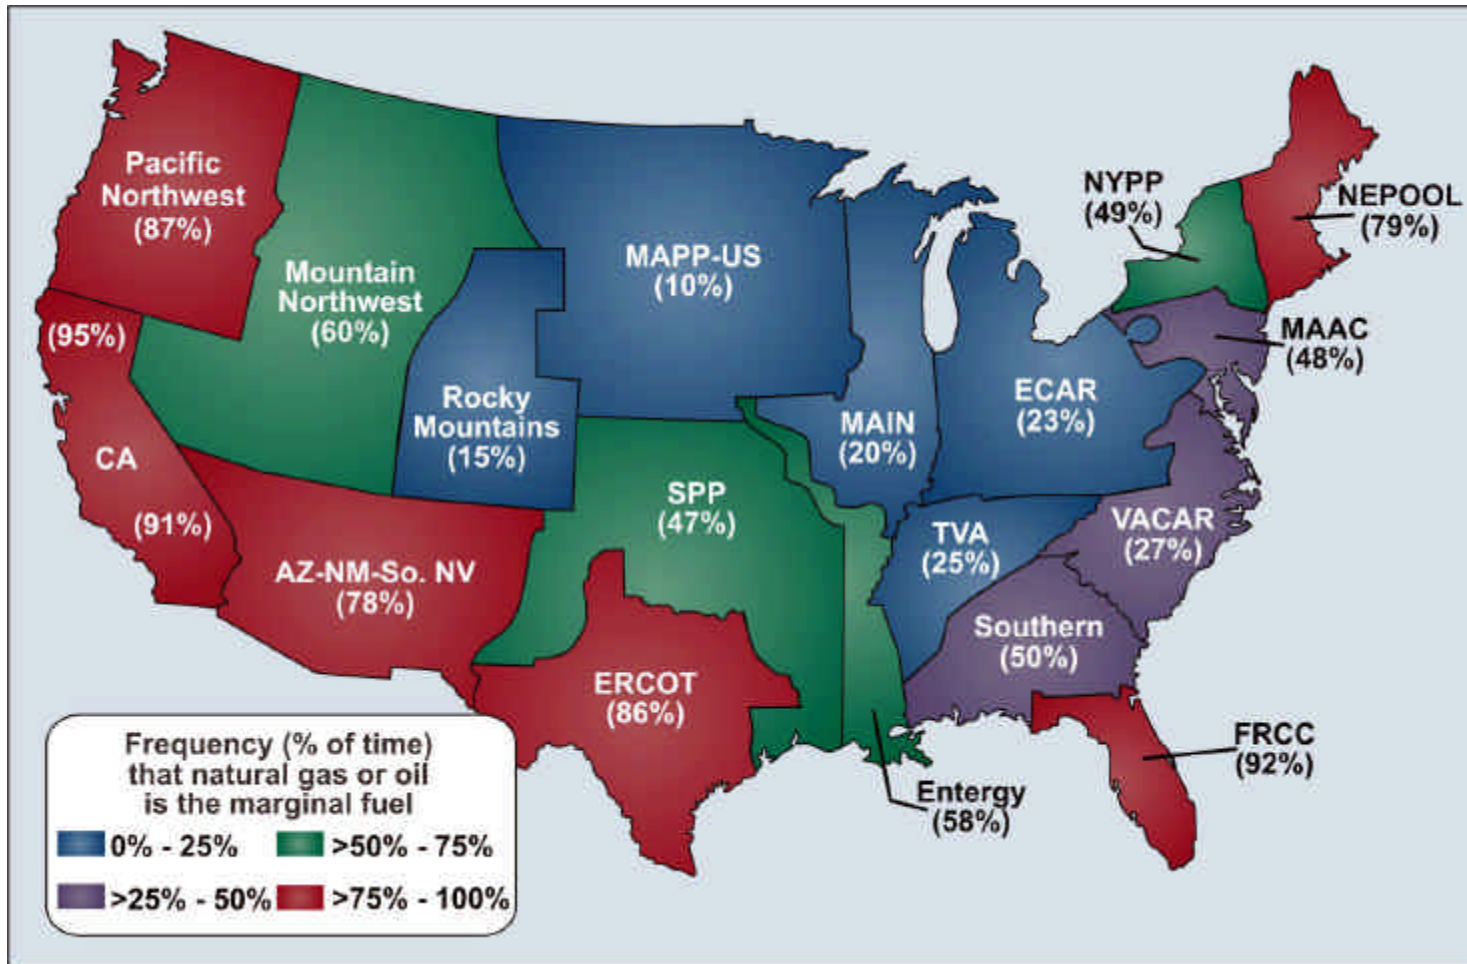 Pacific
Northwest
(87%)
Mountain
Northwest
(60%)
MAPP-US
(10%)
NYPP
(49%)
NEPOOL
(79%)
(95%)
CA
(91%)
Rocky
Mountains
(15%)
MAIN
(20%)
ECAR
(23%)
MAAC
(48%)
AZ-NM-So. NV
(78%)
SPP
(47%)
TVA
(25%)
VACAR
(27%)
Southern
(50%)
ERCOT
(86%)
Entergy
(58%)
FRCC
(92%)
Frequency (% of time)
that natural gas or oil
is the marginal fuel
0% - 25%
>50% - 75%
>25% - 50%
>75% - 100%